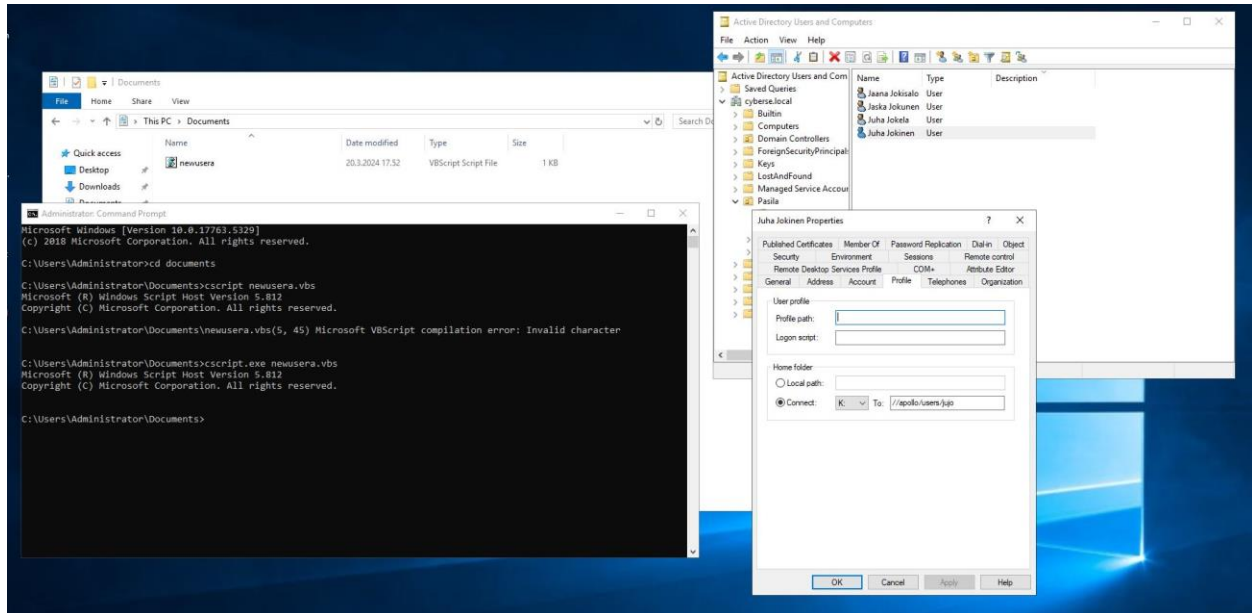 Documents
File Home Share View
This PC > Documents
Search Do
Name Date modified Type Size
Quick access
newusera 20.3.2024 17.52 VBScript Script File 1 KB
Desktop
Downloads
Documents
Administrator: Command Prompt
Microsoft Windows [Version 10.0.17763.5329]
(c) 2018 Microsoft Corporation. All rights reserved.
C:\Users\Administrator>cd documents
C:\Users\Administrator\Documents>cscript newusera.vbs
Microsoft (R) Windows Script Host Version 5.812
Copyright (C) Microsoft Corporation. All rights reserved.
C:\Users\Administrator\Documents\newusera.vbs(5, 45) Microsoft VBScript compilation error: Invalid character
C:\Users\Administrator\Documents>cscript.exe newusera.vbs
Microsoft (R) Windows Script Host Version 5.812
Copyright (C) Microsoft Corporation. All rights reserved.
C:\Users\Administrator\Documents>
Active Directory Users and Computers
File Action View Help
Active Directory Users and Com
Saved Queries
cyberse.local
Builtin
Computers
Domain Controllers
ForeignSecurityPrincipals
Keys
LostAndFound
Managed Service Accour
Pasila
Name Type Description
Jaana Jokisalo User
Jaska Jokunen User
Juha Jokela User
Juha Jokinen User
Juha Jokinen Properties
Published Certificates Member Of Password Replication Dial-in Object
Security Environment Sessions Remote control
Remote Desktop Services Profile COM+ Attribute Editor
General Address Account Profile Telephones Organization
User profile
Profile path:
Logon script:
Home folder
Local path:
Connect: K: To: //apollo/users/jujo
OK Cancel Apply Help